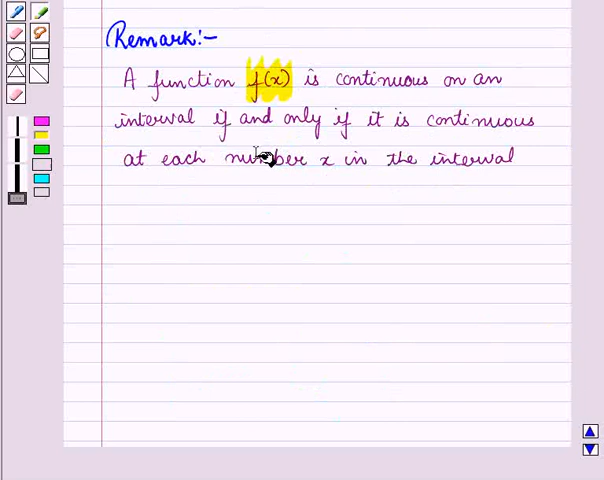 Remark:-
A function f(x) is continuous on an
interval if and only if it is continuous
at each number x in the interval